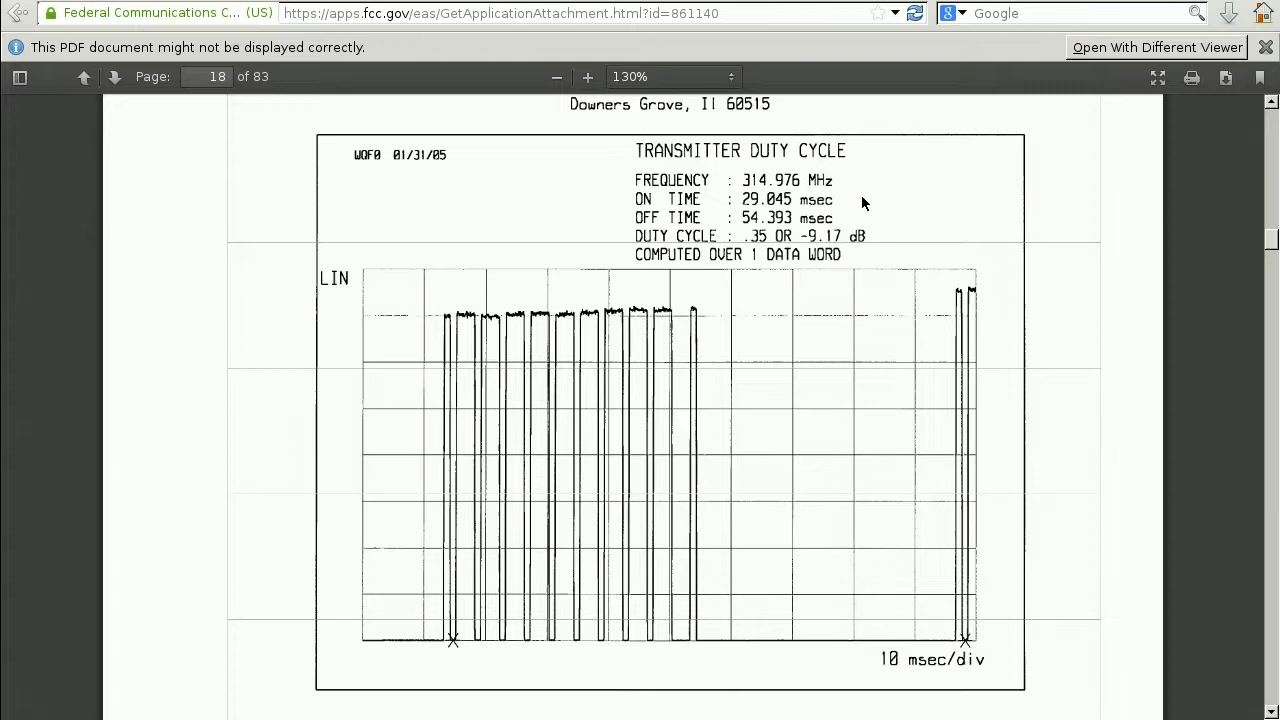 Federal Communications C... (US)
https://apps.fcc.gov/eas/GetApplicationAttachment.html?id=861140
8
Google
This PDF document might not be displayed correctly.
Open With Different Viewer
Page: 18 of 83
130%
Downers Grove, Il 60515
WQF0 01/31/05
TRANSMITTER DUTY CYCLE
FREQUENCY : 314.976 MHz
ON TIME : 29.045 msec
OFF TIME : 54.393 msec
DUTY CYCLE : .35 OR -9.17 dB
COMPUTED OVER 1 DATA WORD
LIN
10 msec/div